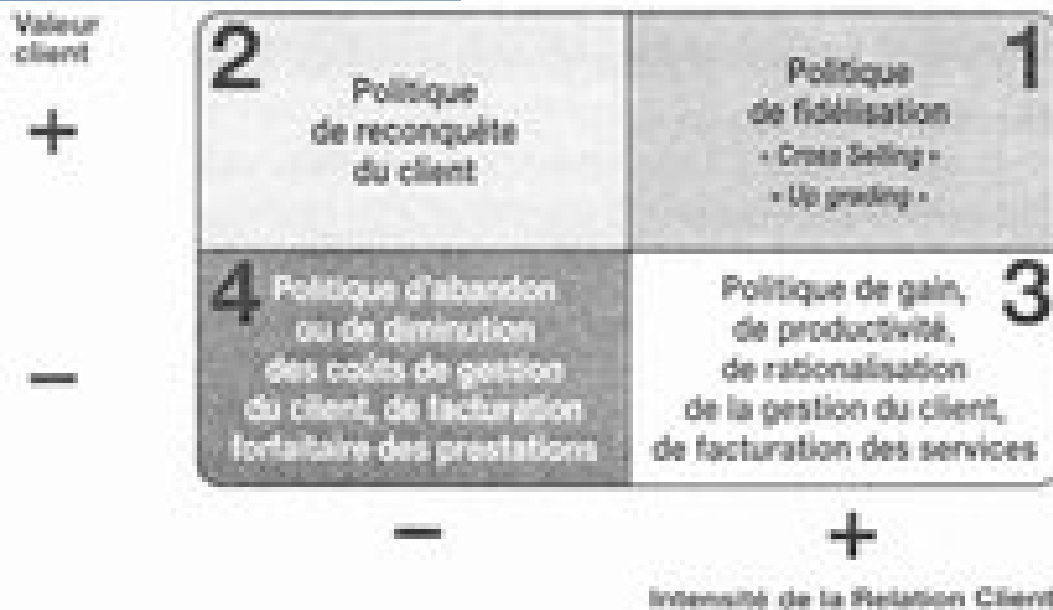 Valeur
client
+
−
2
Politique
de reconquête
du client
1
Politique
de fidélisation
« Cross Selling »
« Up grading »
4
Politique d'abandon
ou de diminution
des coûts de gestion
du client, de facturation
forfaitaire des prestations
3
Politique de gain,
de productivité,
de rationalisation
de la gestion du client,
de facturation des services
−
+
Intensité de la Relation Client